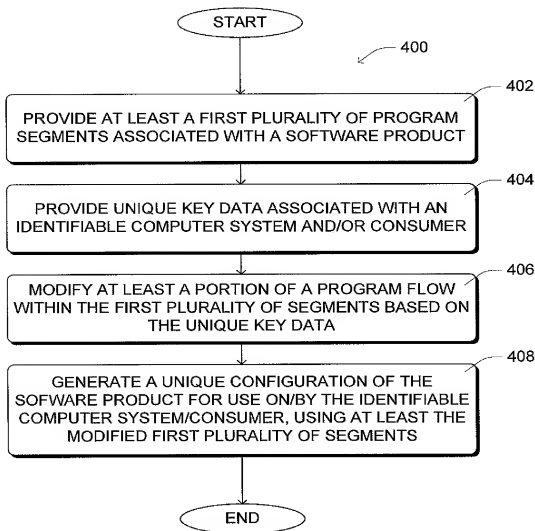 START
400
402
PROVIDE AT LEAST A FIRST PLURALITY OF PROGRAM
SEGMENTS ASSOCIATED WITH A SOFTWARE PRODUCT
404
PROVIDE UNIQUE KEY DATA ASSOCIATED WITH AN
IDENTIFIABLE COMPUTER SYSTEM AND/OR CONSUMER
406
MODIFY AT LEAST A PORTION OF A PROGRAM FLOW
WITHIN THE FIRST PLURALITY OF SEGMENTS BASED ON
THE UNIQUE KEY DATA
408
GENERATE A UNIQUE CONFIGURATION OF THE
SOFWARE PRODUCT FOR USE ON/BY THE IDENTIFIABLE
COMPUTER SYSTEM/CONSUMER, USING AT LEAST THE
MODIFIED FIRST PLURALITY OF SEGMENTS
END